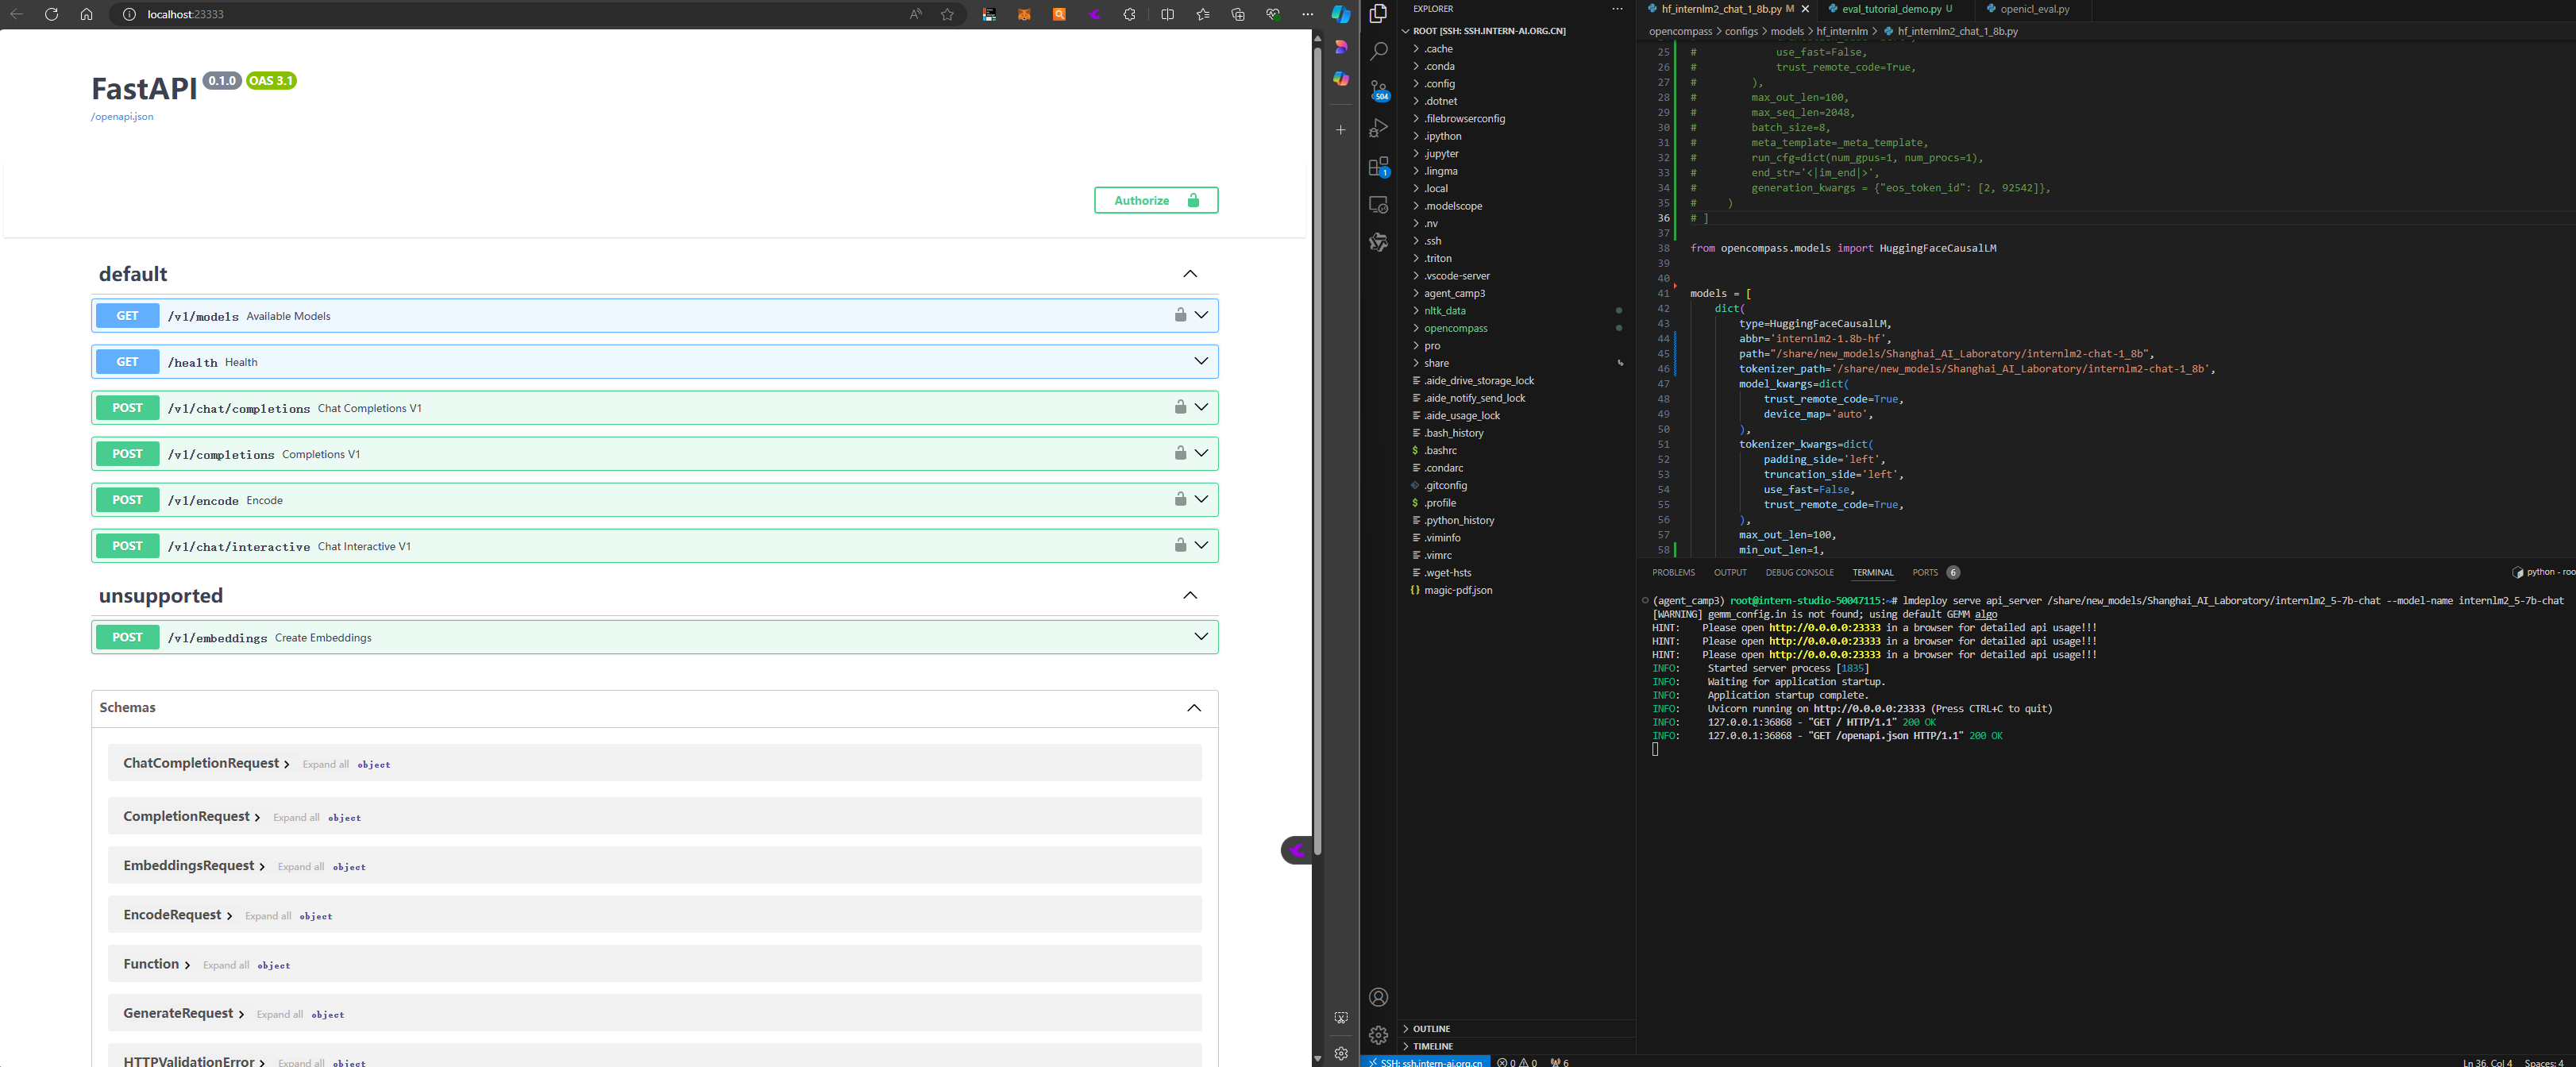 localhost:23333
FastAPI 0.1.0 OAS 3.1
/openapi.json
Authorize
default
GET /v1/models Available Models
GET /health Health
POST /v1/chat/completions Chat Completions V1
POST /v1/completions Completions V1
POST /v1/encode Encode
POST /v1/chat/interactive Chat Interactive V1
unsupported
POST /v1/embeddings Create Embeddings
Schemas
ChatCompletionRequest Expand all object
CompletionRequest Expand all object
EmbeddingsRequest Expand all object
EncodeRequest Expand all object
Function Expand all object
GenerateRequest Expand all object
HTTPValidationError Expand all object
504
1
EXPLORER
ROOT [SSH: SSH.INTERN-AI.ORG.CN]
.cache
.conda
.config
.dotnet
.filebrowserconfig
.ipython
.jupyter
.lingma
.local
.modelscope
.nv
.ssh
.triton
.vscode-server
agent_camp3
nltk_data
opencompass
pro
share
.aide_drive_storage_lock
.aide_notify_send_lock
.aide_usage_lock
.bash_history
.bashrc
.condarc
.gitconfig
.profile
.python_history
.viminfo
.vimrc
.wget-hsts
magic-pdf.json
OUTLINE
TIMELINE
hf_internlm2_chat_1_8b.py M
eval_tutorial_demo.py U
openicl_eval.py
opencompass > configs > models > hf_internlm > hf_internlm2_chat_1_8b.py
25 # use_fast=False,
26 # trust_remote_code=True,
27 # ),
28 # max_out_len=100,
29 # max_seq_len=2048,
30 # batch_size=8,
31 # meta_template=_meta_template,
32 # run_cfg=dict(num_gpus=1, num_procs=1),
33 # end_str='<|im_end|>',
34 # generation_kwargs = {"eos_token_id": [2, 92542]},
35 # )
36 # ]
37
38 from opencompass.models import HuggingFaceCausalLM
39
40
41 models = [
42 dict(
43 type=HuggingFaceCausalLM,
44 abbr='internlm2-1.8b-hf',
45 path="/share/new_models/Shanghai_AI_Laboratory/internlm2-chat-1_8b",
46 tokenizer_path='/share/new_models/Shanghai_AI_Laboratory/internlm2-chat-1_8b',
47 model_kwargs=dict(
48 trust_remote_code=True,
49 device_map='auto',
50 ),
51 tokenizer_kwargs=dict(
52 padding_side='left',
53 truncation_side='left',
54 use_fast=False,
55 trust_remote_code=True,
56 ),
57 max_out_len=100,
58 min_out_len=1,
PROBLEMS OUTPUT DEBUG CONSOLE TERMINAL PORTS 6
python - roo
(agent_camp3) root@intern-studio-50047115:~# lmdeploy serve api_server /share/new_models/Shanghai_AI_Laboratory/internlm2_5-7b-chat --model-name internlm2_5-7b-chat
[WARNING] gemm_config.in is not found; using default GEMM algo
HINT: Please open http://0.0.0.0:23333 in a browser for detailed api usage!!!
HINT: Please open http://0.0.0.0:23333 in a browser for detailed api usage!!!
HINT: Please open http://0.0.0.0:23333 in a browser for detailed api usage!!!
INFO: Started server process [1835]
INFO: Waiting for application startup.
INFO: Application startup complete.
INFO: Uvicorn running on http://0.0.0.0:23333 (Press CTRL+C to quit)
INFO: 127.0.0.1:36868 - "GET / HTTP/1.1" 200 OK
INFO: 127.0.0.1:36868 - "GET /openapi.json HTTP/1.1" 200 OK
SSH: ssh.intern-ai.org.cn 0 0 6
Ln 36, Col 4 Spaces: 4